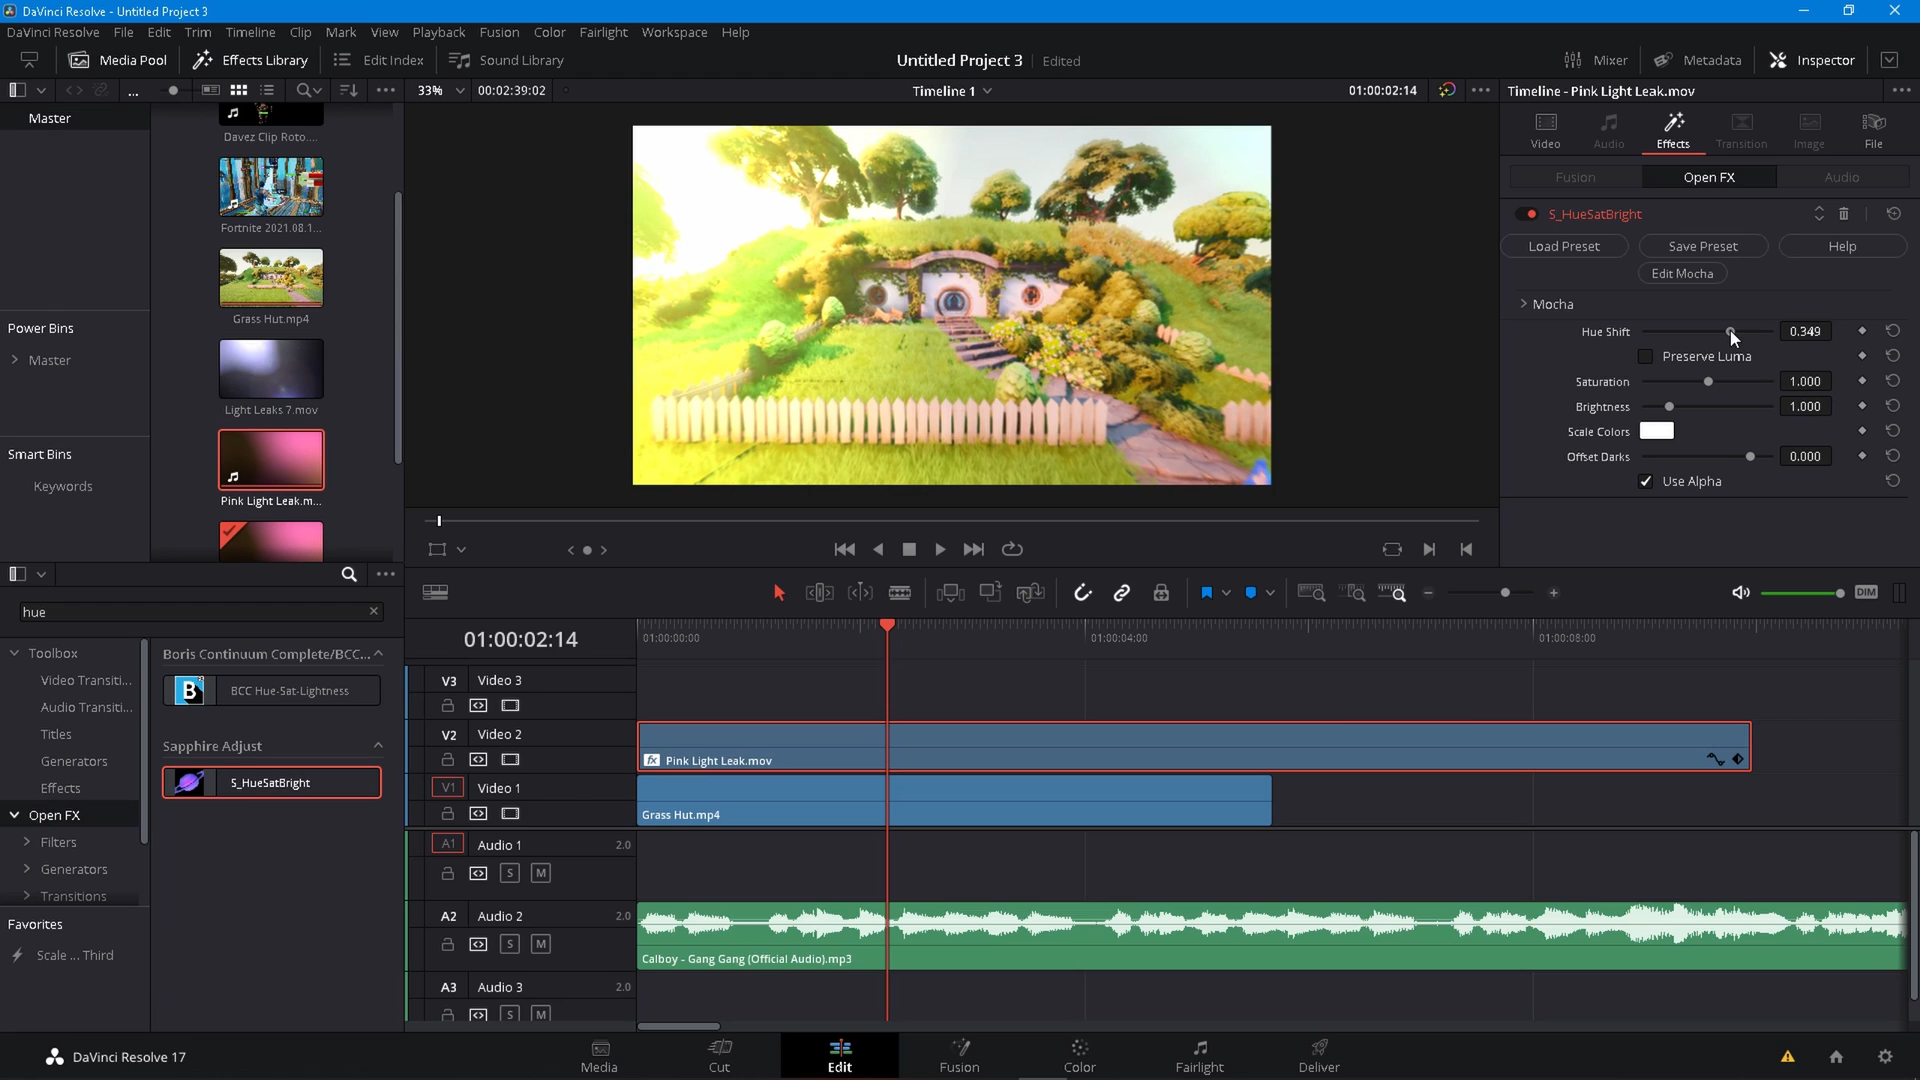 DaVinci Resolve - Untitled Project 3
DaVinci Resolve File Edit Trim Timeline Clip Mark View Playback Fusion Color Fairlight Workspace Help
Media Pool Effects Library Edit Index Sound Library Untitled Project 3 Edited Mixer Metadata Inspector
... 33% 00:02:39:02 Timeline 1 01:00:02:14 Timeline - Pink Light Leak.mov
Master
Davez Clip Roto....
Fortnite 2021.08.1...
Grass Hut.mp4
Power Bins
Master
Light Leaks 7.mov
Smart Bins
Keywords
Pink Light Leak.m...
Video Audio Effects Transition Image File
Fusion Open FX Audio
S_HueSatBright
Load Preset Save Preset Help
Edit Mocha
Mocha
Hue Shift 0.349
Preserve Luma
Saturation 1.000
Brightness 1.000
Scale Colors
Offset Darks 0.000
Use Alpha
hue
DIM
Toolbox
Video Transiti...
Audio Transiti...
Titles
Generators
Effects
Open FX
Filters
Generators
Transitions
Favorites
Scale ... Third
Boris Continuum Complete/BCC...
B BCC Hue-Sat-Lightness
Sapphire Adjust
S_HueSatBright
01:00:02:14 01:00:00:00 01:00:04:00 01:00:08:00
V3 Video 3
V2 Video 2
fx Pink Light Leak.mov
V1 Video 1
Grass Hut.mp4
A1 Audio 1 2.0
S M
A2 Audio 2 2.0
S M
Calboy - Gang Gang (Official Audio).mp3
A3 Audio 3 2.0
S M
DaVinci Resolve 17
Media Cut Edit Fusion Color Fairlight Deliver